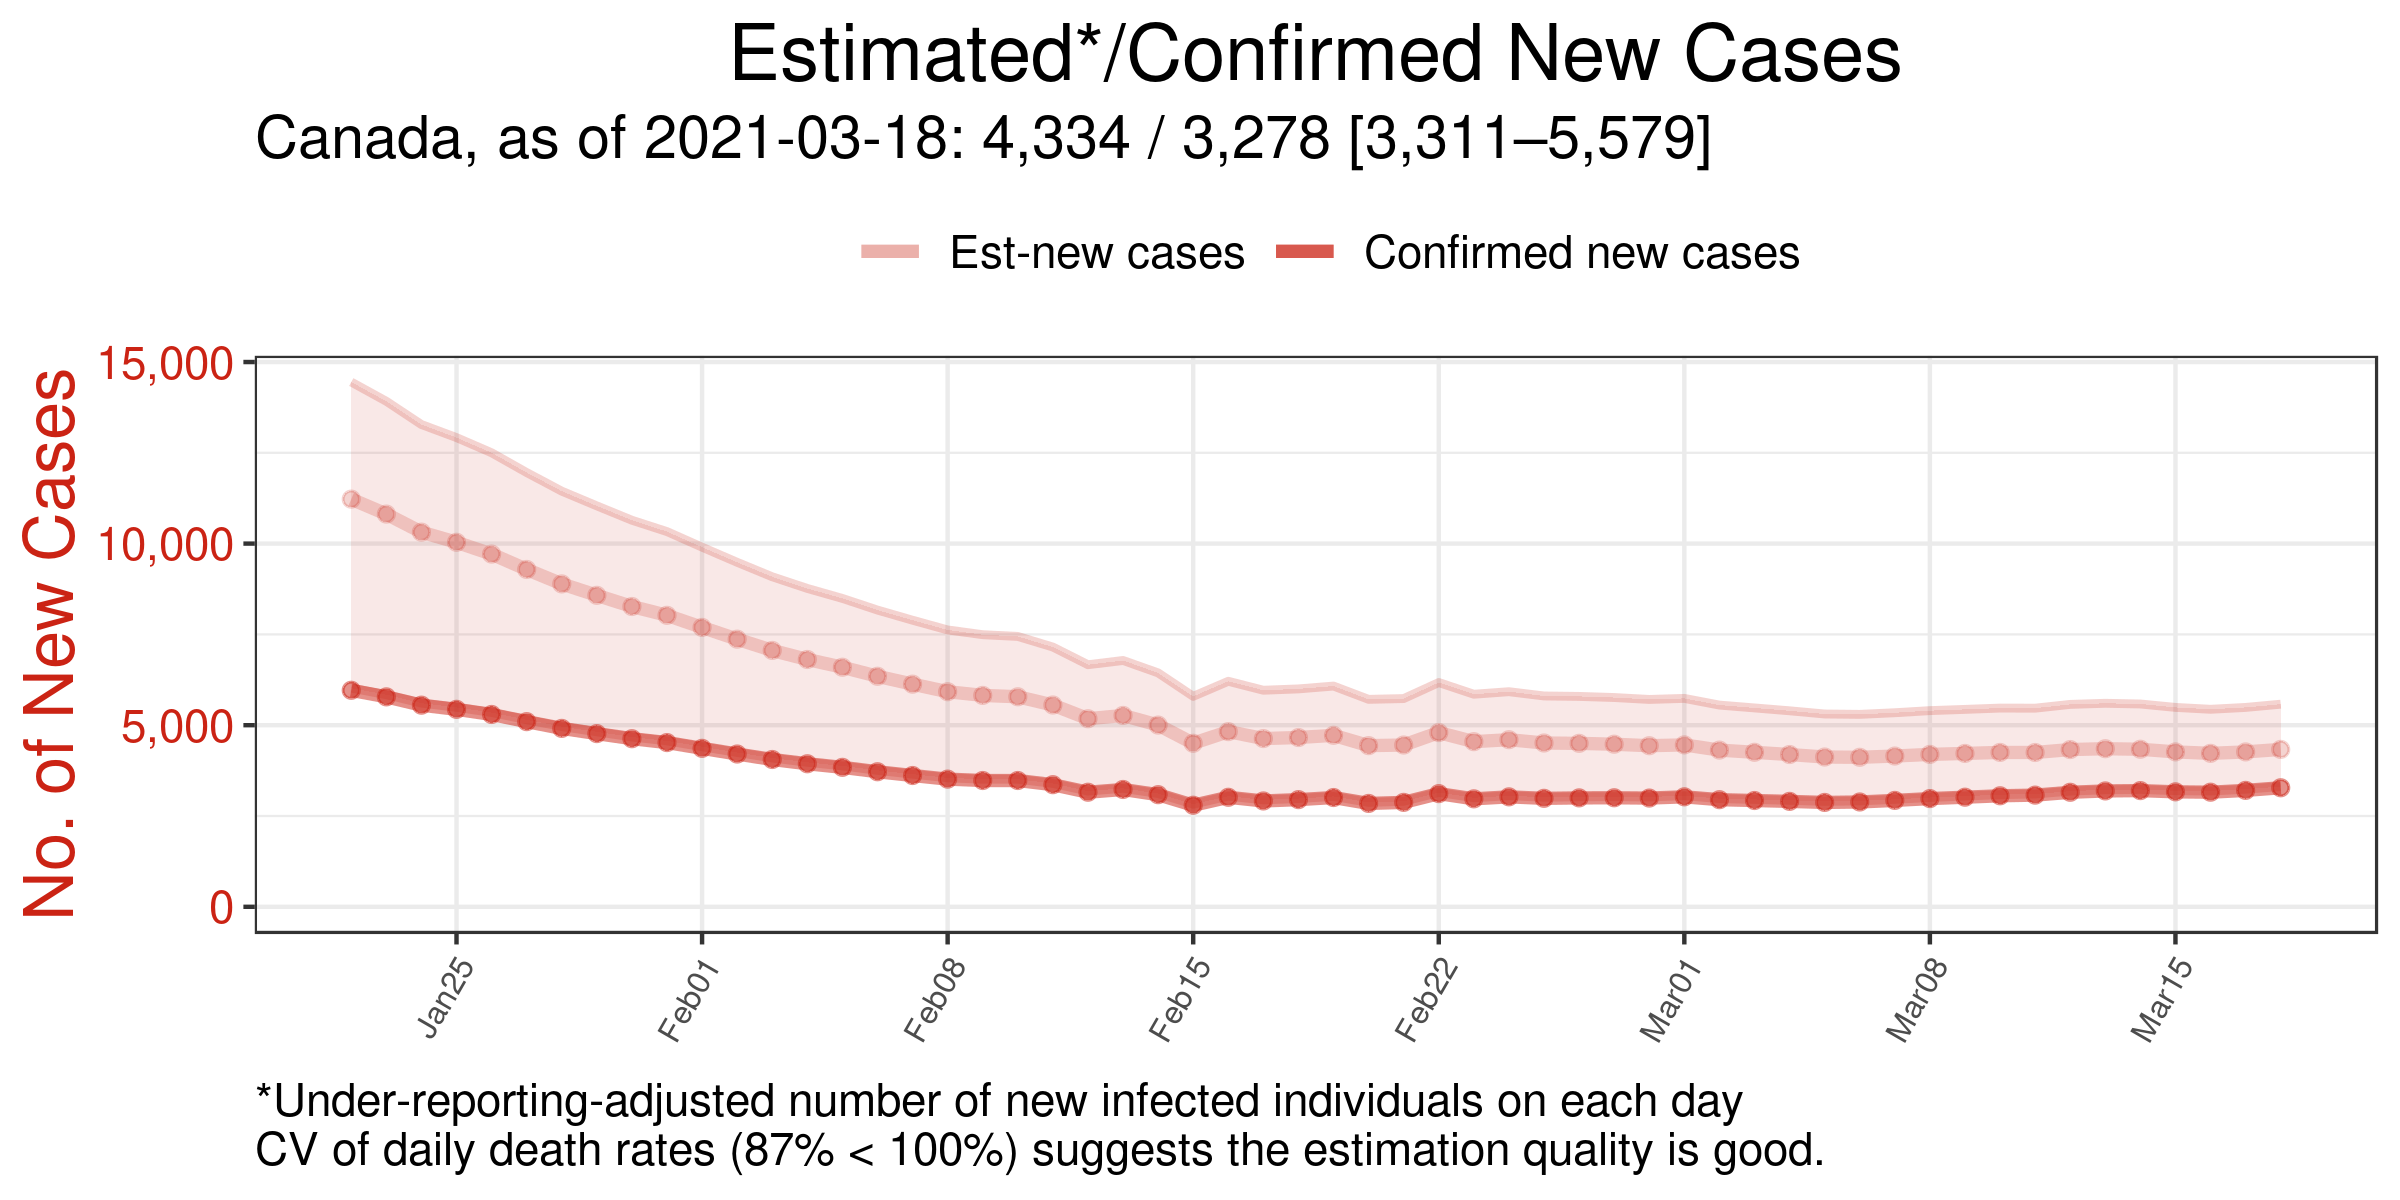 Estimated*/Confirmed New Cases
Canada, as of 2021-03-18: 4,334 / 3,278 [3,311–5,579]
Est-new cases
Confirmed new cases
No. of New Cases
15,000
10,000
5,000
0
Jan25
Feb01
Feb08
Feb15
Feb22
Mar01
Mar08
Mar15
*Under-reporting-adjusted number of new infected individuals on each day
CV of daily death rates (87% < 100%) suggests the estimation quality is good.